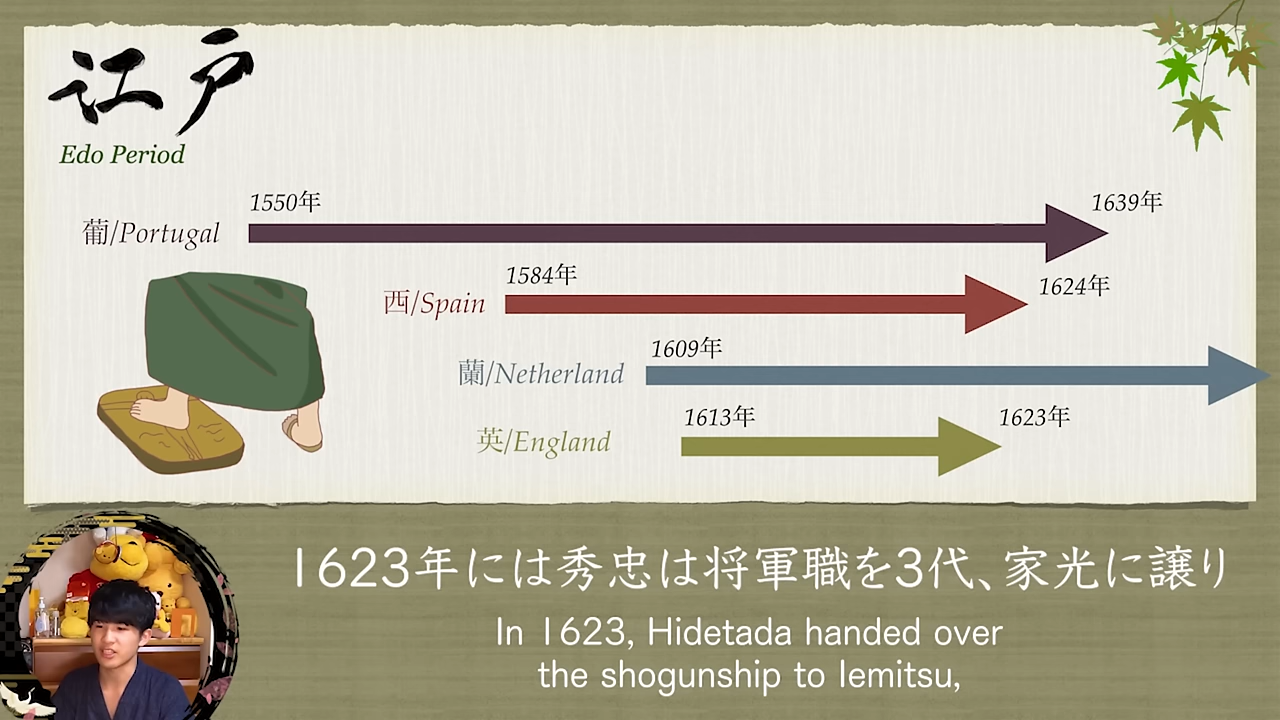 江戸
Edo Period
1550年
1639年
葡/Portugal
1584年
1624年
西/Spain
1609年
蘭/Netherland
1613年
1623年
英/England
1623年には秀忠は将軍職を3代、家光に譲り
In 1623, Hidetada handed over
the shogunship to Iemitsu,